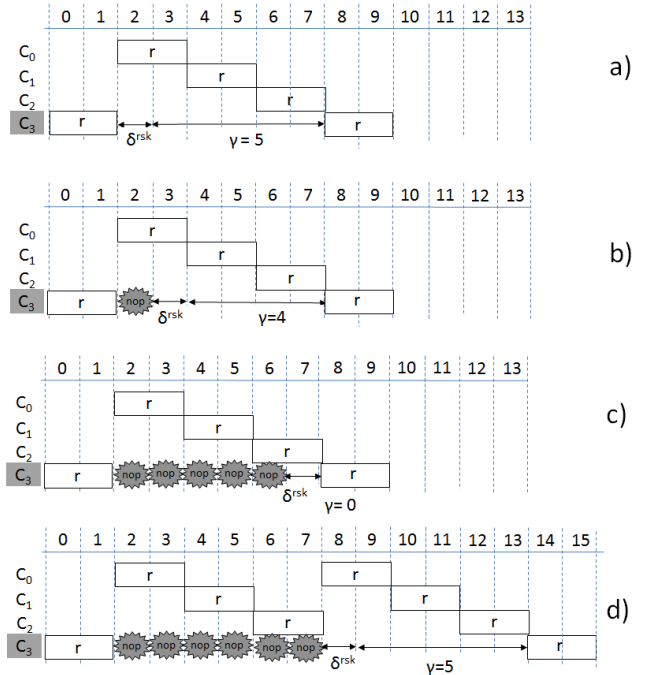 0 1 2 3 4 5 6 7 8 9 10 11 12 13
C0 r
C1 r
a)
C2 r
C3 r r
δrsk γ = 5
0 1 2 3 4 5 6 7 8 9 10 11 12 13
C0 r
C1 r
b)
C2 r
C3 r nop r
δrsk γ=4
0 1 2 3 4 5 6 7 8 9 10 11 12 13
C0 r
c)
C1 r
C2 r
C3 r nop nop nop nop nop r
δrsk γ = 0
0 1 2 3 4 5 6 7 8 9 10 11 12 13 14 15
C0 r r
C1 r r
d)
C2 r r
C3 r nop nop nop nop nop nop r
δrsk γ=5